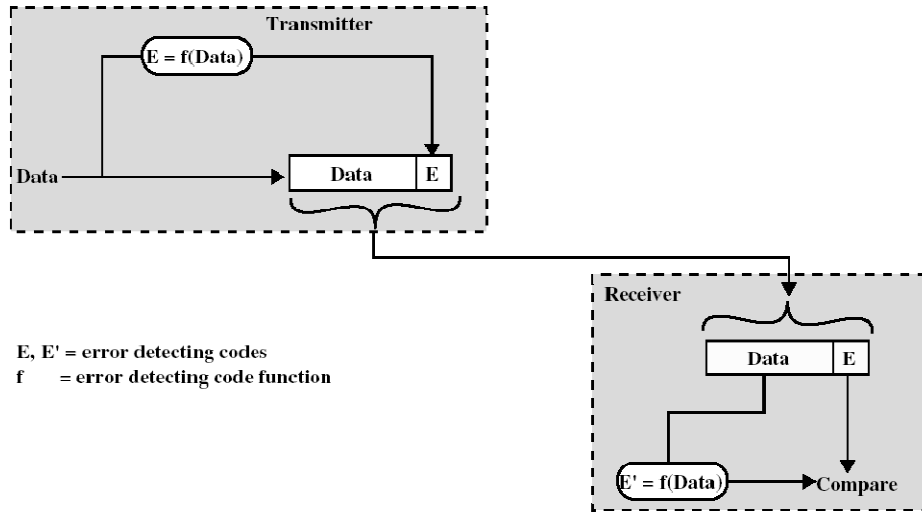 Transmitter
E = f(Data)
Data
Data E
Receiver
E, E' = error detecting codes
f = error detecting code function
Data E
E' = f(Data)
Compare